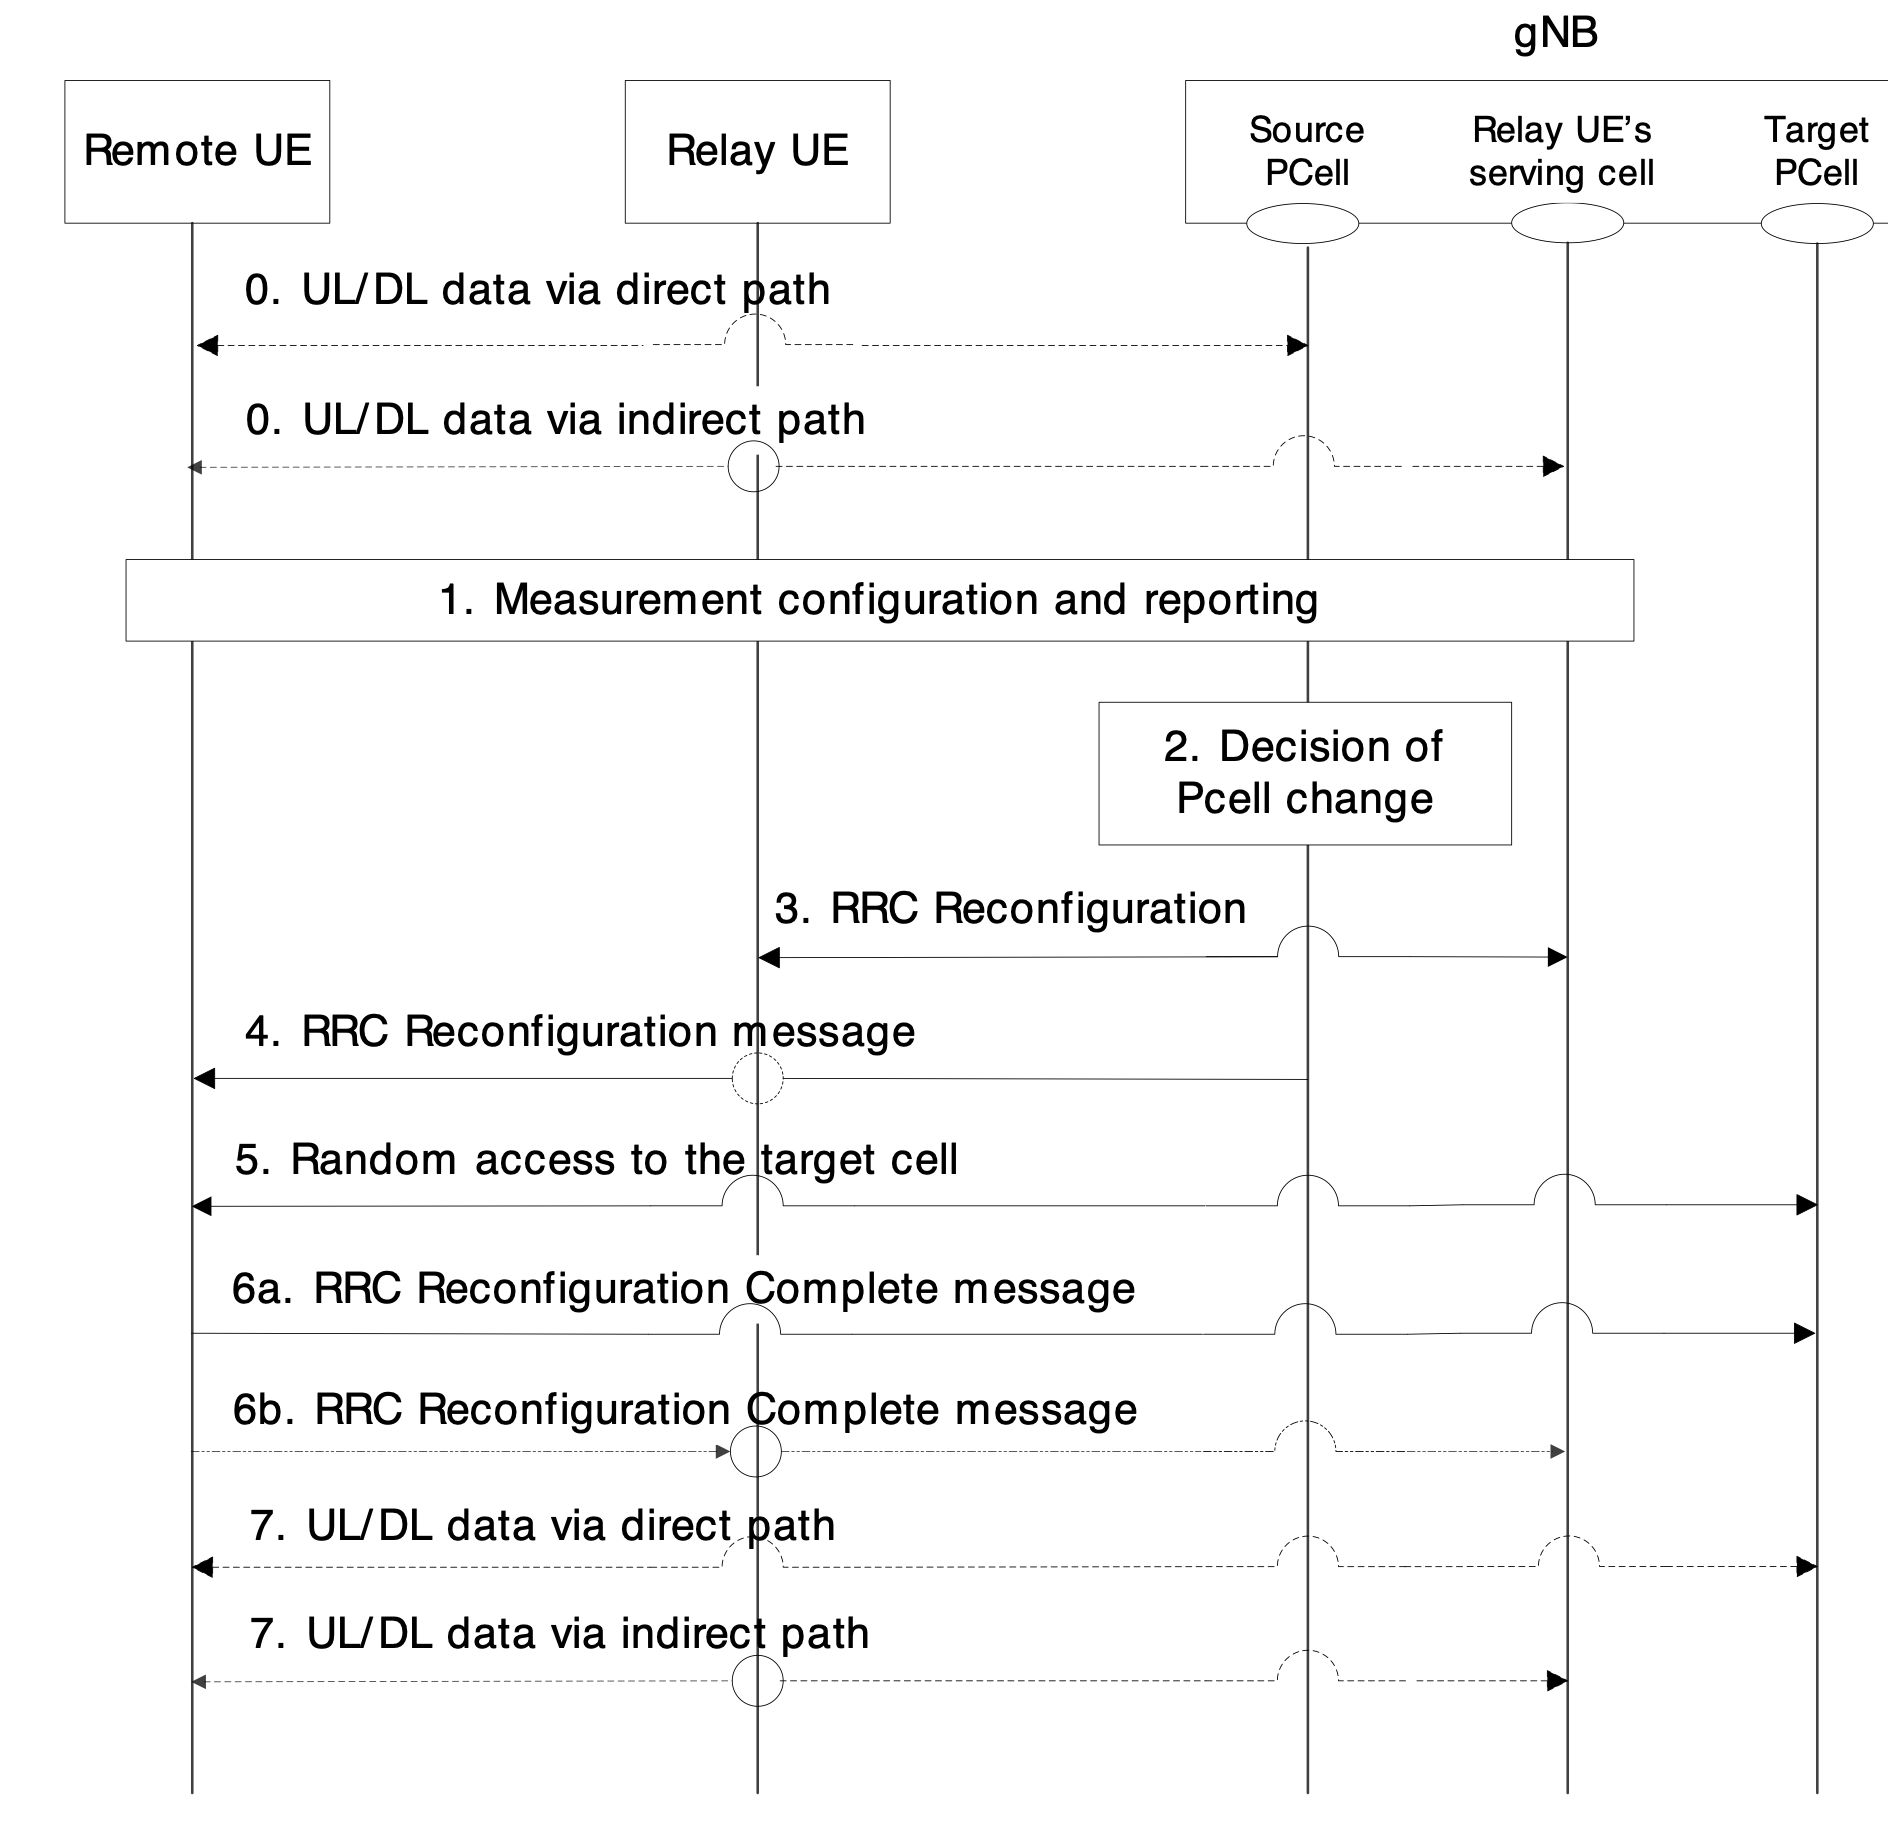 gNB
Remote UE
Relay UE
Source
PCell
Relay UE’s
serving cell
Target
PCell
0. UL/DL data via direct path
0. UL/DL data via indirect path
1. Measurement configuration and reporting
2. Decision of
Pcell change
3. RRC Reconfiguration
4. RRC Reconfiguration message
5. Random access to the target cell
6a. RRC Reconfiguration Complete message
6b. RRC Reconfiguration Complete message
7. UL/DL data via direct path
7. UL/DL data via indirect path